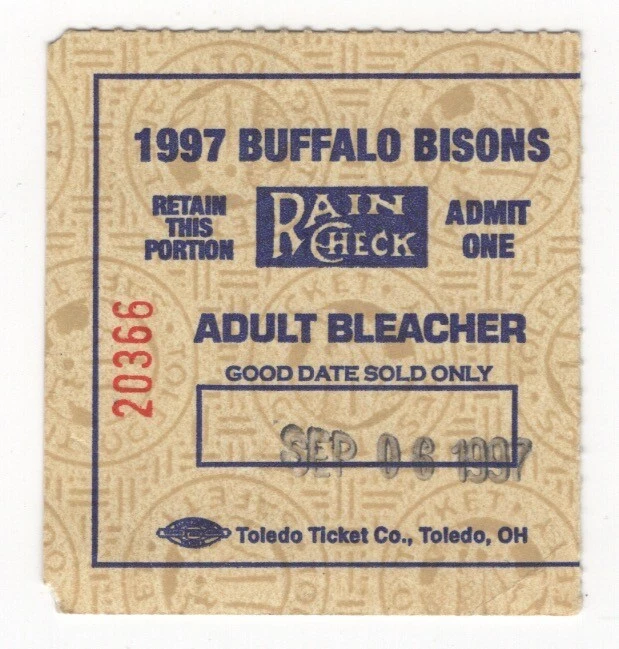 1997 BUFFALO BISONS
RETAIN THIS PORTION
RAIN CHECK
ADMIT ONE
20366
ADULT BLEACHER
GOOD DATE SOLD ONLY
SEP 06 1997
Toledo Ticket Co., Toledo, OH